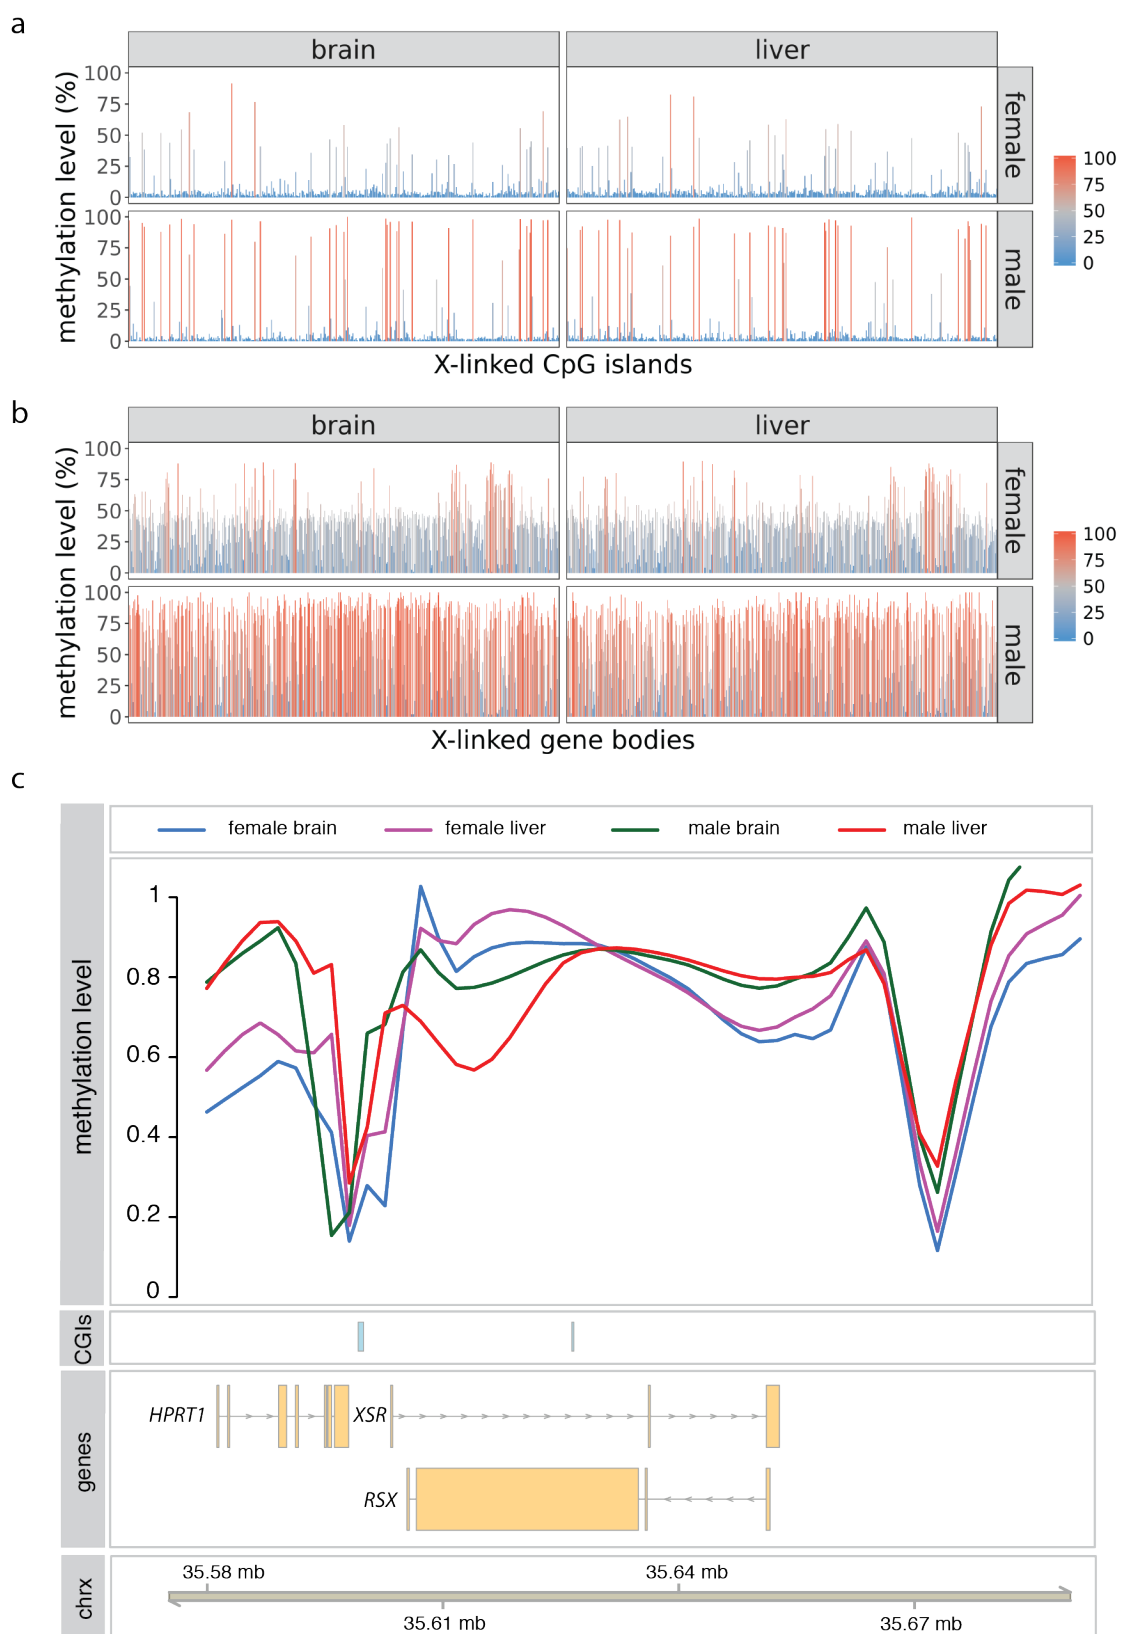 a
brain
liver
methylation level (%)
100
75
50
25
0
female
100
75
50
25
0
male
100
75
50
25
0
X-linked CpG islands
b
brain
liver
methylation level (%)
100
75
50
25
0
female
100
75
50
25
0
male
100
75
50
25
0
X-linked gene bodies
c
female brain
female liver
male brain
male liver
methylation level
1
0.8
0.6
0.4
0.2
0
CGIs
genes
HPRT1
XSR
RSX
chrx
35.58 mb
35.64 mb
35.61 mb
35.67 mb